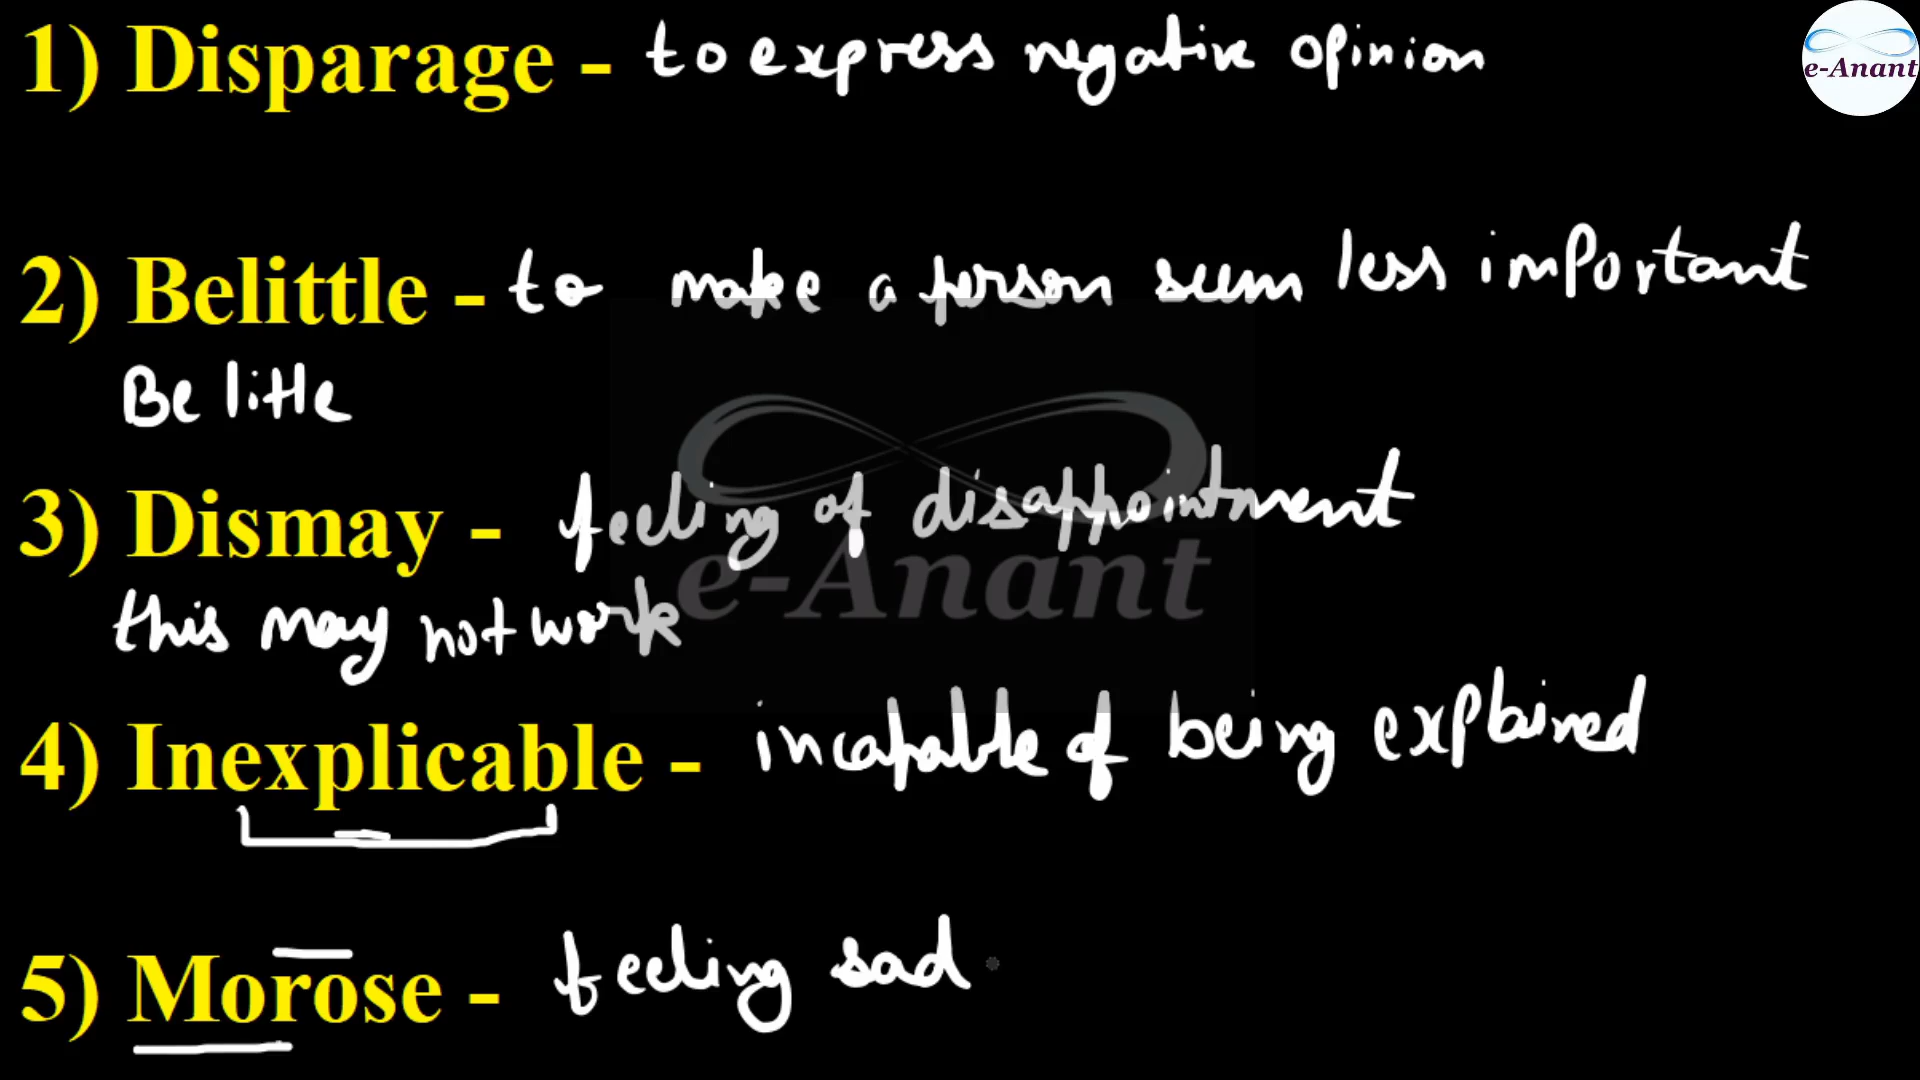 1) Disparage - to express negative opinion
e-Anant
2) Belittle - to make a person seem less important
Be little
3) Dismay - feeling of disappointment
e-Anant
this may not work
4) Inexplicable - incapable of being explained
5) Morose - feeling sad